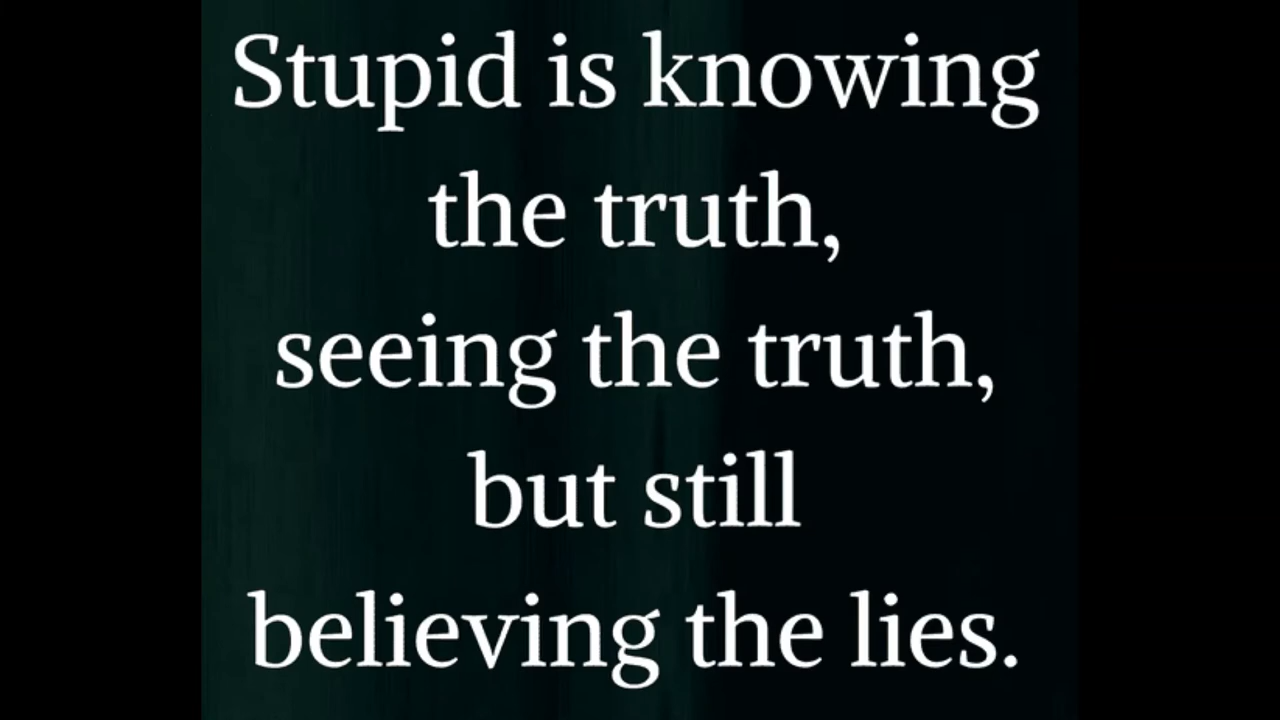 Stupid is knowing
the truth,
seeing the truth,
but still
believing the lies.